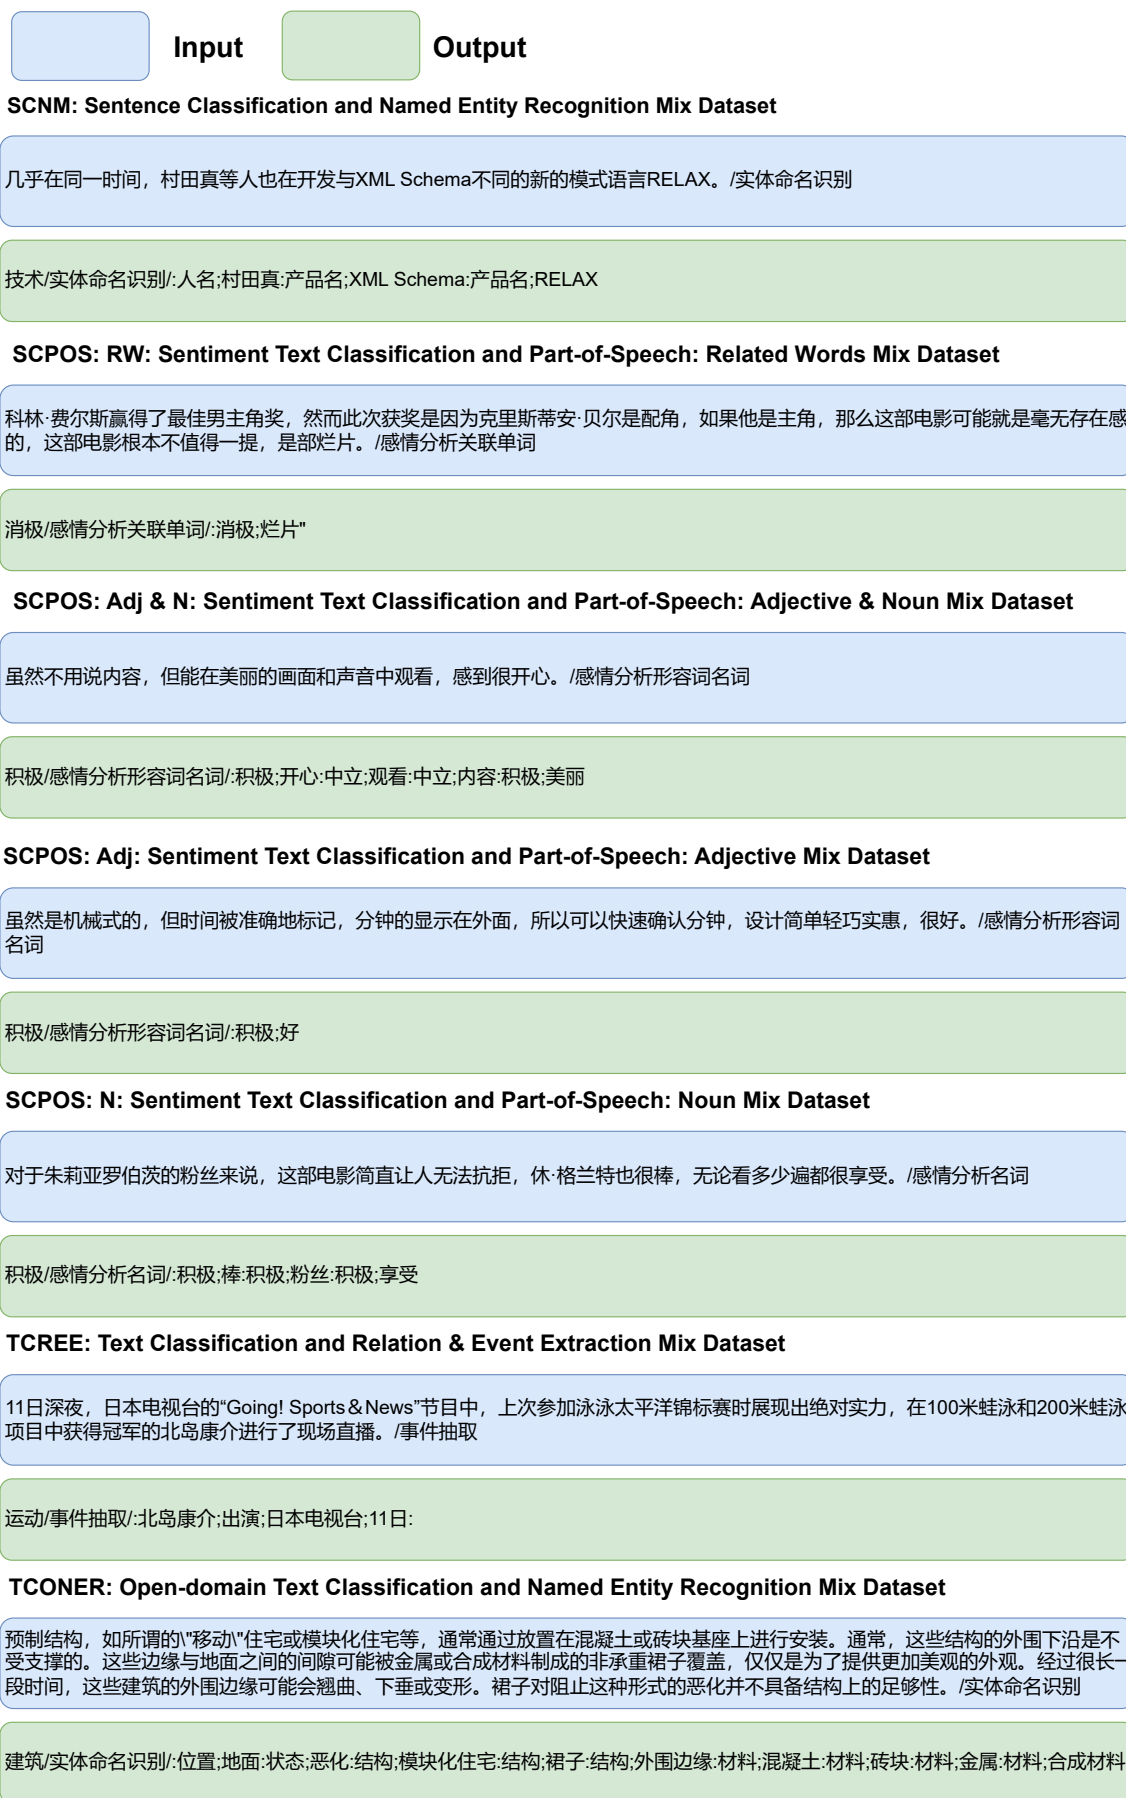 Input
Output
SCNM: Sentence Classification and Named Entity Recognition Mix Dataset
几乎在同一时间，村田真等人也在开发与XML Schema不同的新的模式语言RELAX。/实体命名识别
技术/实体命名识别/:人名;村田真:产品名;XML Schema:产品名;RELAX
SCPOS: RW: Sentiment Text Classification and Part-of-Speech: Related Words Mix Dataset
科林·费尔斯赢得了最佳男主角奖，然而此次获奖是因为克里斯蒂安·贝尔是配角，如果他是主角，那么这部电影可能就是毫无存在感
的，这部电影根本不值得一提，是部烂片。/感情分析关联单词
消极/感情分析关联单词/:消极;烂片"
SCPOS: Adj & N: Sentiment Text Classification and Part-of-Speech: Adjective & Noun Mix Dataset
虽然不用说内容，但能在美丽的画面和声音中观看，感到很开心。/感情分析形容词名词
积极/感情分析形容词名词/:积极;开心:中立;观看:中立;内容:积极;美丽
SCPOS: Adj: Sentiment Text Classification and Part-of-Speech: Adjective Mix Dataset
虽然是机械式的，但时间被准确地标记，分钟的显示在外面，所以可以快速确认分钟，设计简单轻巧实惠，很好。/感情分析形容词
名词
积极/感情分析形容词名词/:积极;好
SCPOS: N: Sentiment Text Classification and Part-of-Speech: Noun Mix Dataset
对于朱莉亚罗伯茨的粉丝来说，这部电影简直让人无法抗拒，休·格兰特也很棒，无论看多少遍都很享受。/感情分析名词
积极/感情分析名词/:积极;棒:积极;粉丝:积极;享受
TCREE: Text Classification and Relation & Event Extraction Mix Dataset
11日深夜，日本电视台的“Going! Sports＆News”节目中，上次参加泳泳太平洋锦标赛时展现出绝对实力，在100米蛙泳和200米蛙泳
项目中获得冠军的北岛康介进行了现场直播。/事件抽取
运动/事件抽取/:北岛康介;出演;日本电视台;11日:
TCONER: Open-domain Text Classification and Named Entity Recognition Mix Dataset
预制结构，如所谓的\"移动\"住宅或模块化住宅等，通常通过放置在混凝土或砖块基座上进行安装。通常，这些结构的外围下沿是不
受支撑的。这些边缘与地面之间的间隙可能被金属或合成材料制成的非承重裙子覆盖，仅仅是为了提供更加美观的外观。经过很长一
段时间，这些建筑的外围边缘可能会翘曲、下垂或变形。裙子对阻止这种形式的恶化并不具备结构上的足够性。/实体命名识别
建筑/实体命名识别/:位置;地面:状态;恶化:结构;模块化住宅:结构;裙子:结构;外围边缘:材料;混凝土:材料;砖块:材料;金属:材料;合成材料